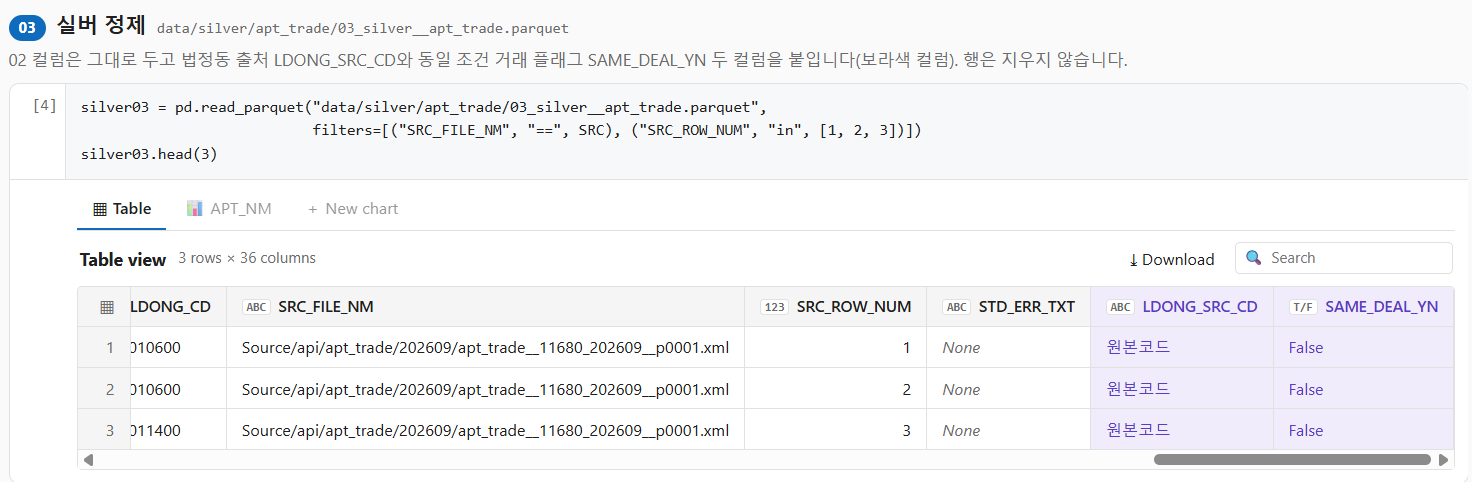 03 실버 정제 data/silver/apt_trade/03_silver__apt_trade.parquet
02 컬럼은 그대로 두고 법정동 출처 LDONG_SRC_CD와 동일 조건 거래 플래그 SAME_DEAL_YN 두 컬럼을 붙입니다(보라색 컬럼). 행은 지우지 않습니다.
[4] silver03 = pd.read_parquet("data/silver/apt_trade/03_silver__apt_trade.parquet",
filters=[("SRC_FILE_NM", "==", SRC), ("SRC_ROW_NUM", "in", [1, 2, 3])])
silver03.head(3)
Table APT_NM + New chart
Table view 3 rows × 36 columns Download Search
LDONG_CD ABC SRC_FILE_NM 123 SRC_ROW_NUM ABC STD_ERR_TXT ABC LDONG_SRC_CD T/F SAME_DEAL_YN
1 010600 Source/api/apt_trade/202609/apt_trade__11680_202609__p0001.xml 1 None 원본코드 False
2 010600 Source/api/apt_trade/202609/apt_trade__11680_202609__p0001.xml 2 None 원본코드 False
3 011400 Source/api/apt_trade/202609/apt_trade__11680_202609__p0001.xml 3 None 원본코드 False